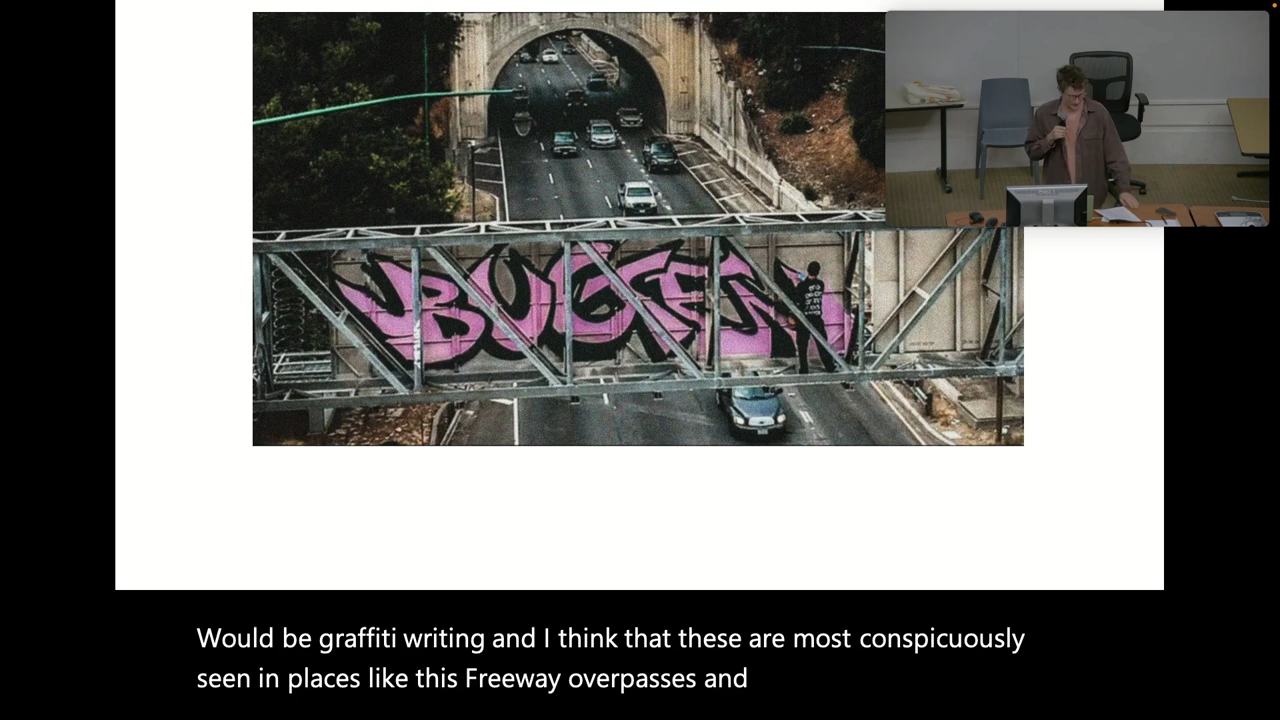 BUGEM
Would be graffiti writing and I think that these are most conspicuously
seen in places like this Freeway overpasses and